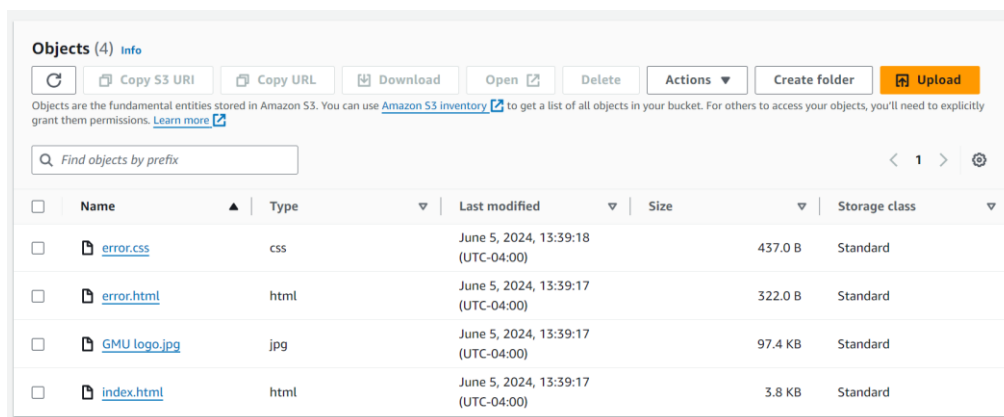 Objects (4) Info
Copy S3 URI Copy URL Download Open Delete Actions Create folder Upload
Objects are the fundamental entities stored in Amazon S3. You can use Amazon S3 inventory to get a list of all objects in your bucket. For others to access your objects, you'll need to explicitly
grant them permissions. Learn more
Find objects by prefix
1
Name Type Last modified Size Storage class
error.css css June 5, 2024, 13:39:18 (UTC-04:00) 437.0 B Standard
error.html html June 5, 2024, 13:39:17 (UTC-04:00) 322.0 B Standard
GMU logo.jpg jpg June 5, 2024, 13:39:17 (UTC-04:00) 97.4 KB Standard
index.html html June 5, 2024, 13:39:17 (UTC-04:00) 3.8 KB Standard